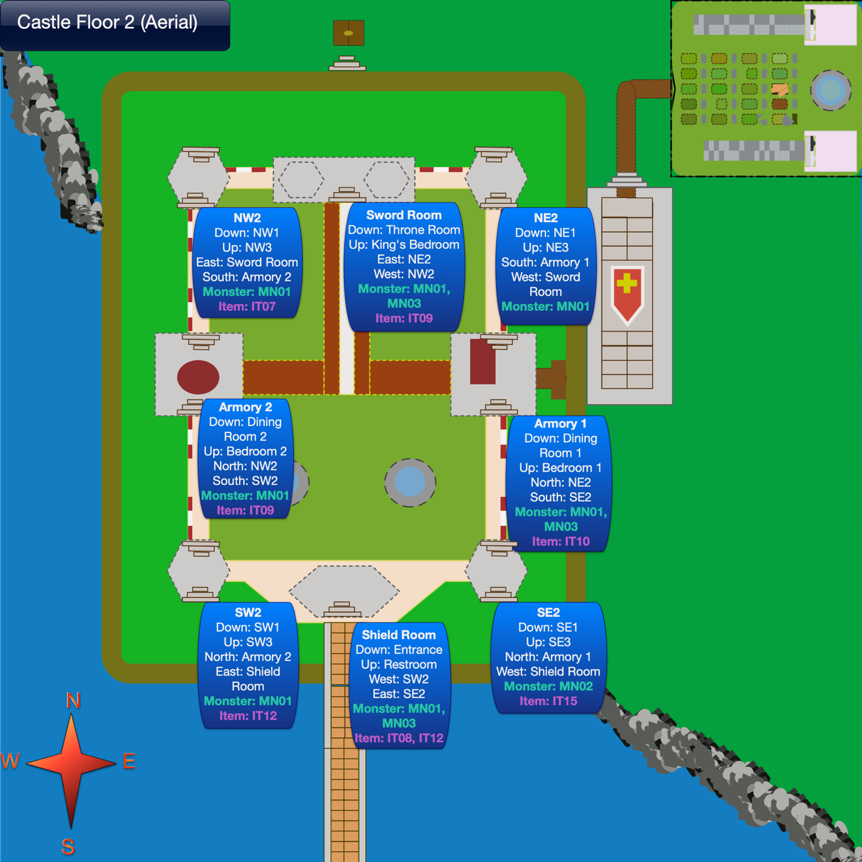 Castle Floor 2 (Aerial)
NW2
Down: NW1
Up: NW3
East: Sword Room
South: Armory 2
Monster: MN01
Item: IT07
Sword Room
Down: Throne Room
Up: King's Bedroom
East: NE2
West: NW2
Monster: MN01,
MN03
Item: IT09
NE2
Down: NE1
Up: NE3
South: Armory 1
West: Sword
Room
Monster: MN01
Armory 2
Down: Dining
Room 2
Up: Bedroom 2
North: NW2
South: SW2
Monster: MN01
Item: IT09
Armory 1
Down: Dining
Room 1
Up: Bedroom 1
North: NE2
South: SE2
Monster: MN01,
MN03
Item: IT10
SW2
Down: SW1
Up: SW3
North: Armory 2
East: Shield
Room
Monster: MN01
Item: IT12
Shield Room
Down: Entrance
Up: Restroom
West: SW2
East: SE2
Monster: MN01,
MN03
Item: IT08, IT12
SE2
Down: SE1
Up: SE3
North: Armory 1
West: Shield Room
Monster: MN02
Item: IT15
N
W
E
S